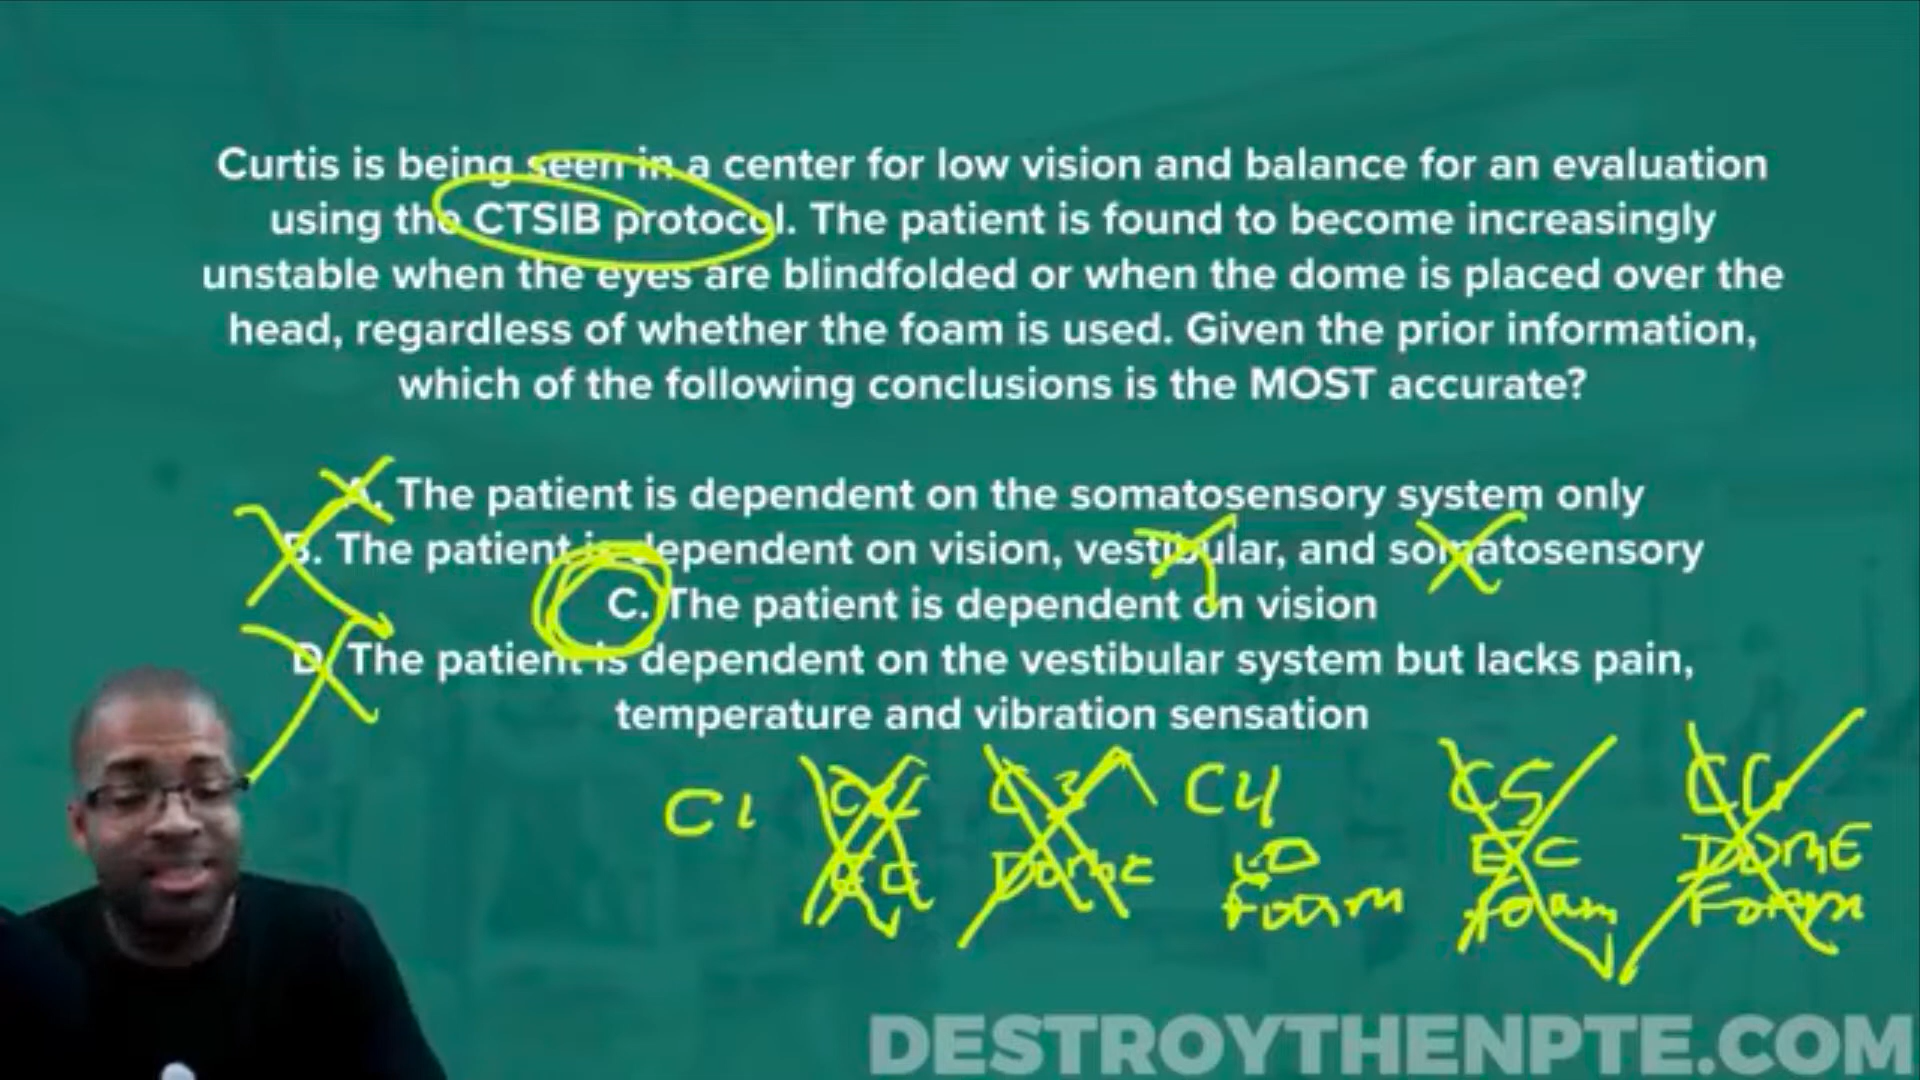 Curtis is being seen in a center for low vision and balance for an evaluation
using the CTSIB protocol. The patient is found to become increasingly
unstable when the eyes are blindfolded or when the dome is placed over the
head, regardless of whether the foam is used. Given the prior information,
which of the following conclusions is the MOST accurate?
A. The patient is dependent on the somatosensory system only
B. The patient is dependent on vision, vestibular, and somatosensory
C. The patient is dependent on vision
D. The patient is dependent on the vestibular system but lacks pain,
temperature and vibration sensation
C1 C3 C4 C5 C6
Dome EC DOME
foam foam Foam
DESTROYTHENPTE.COM